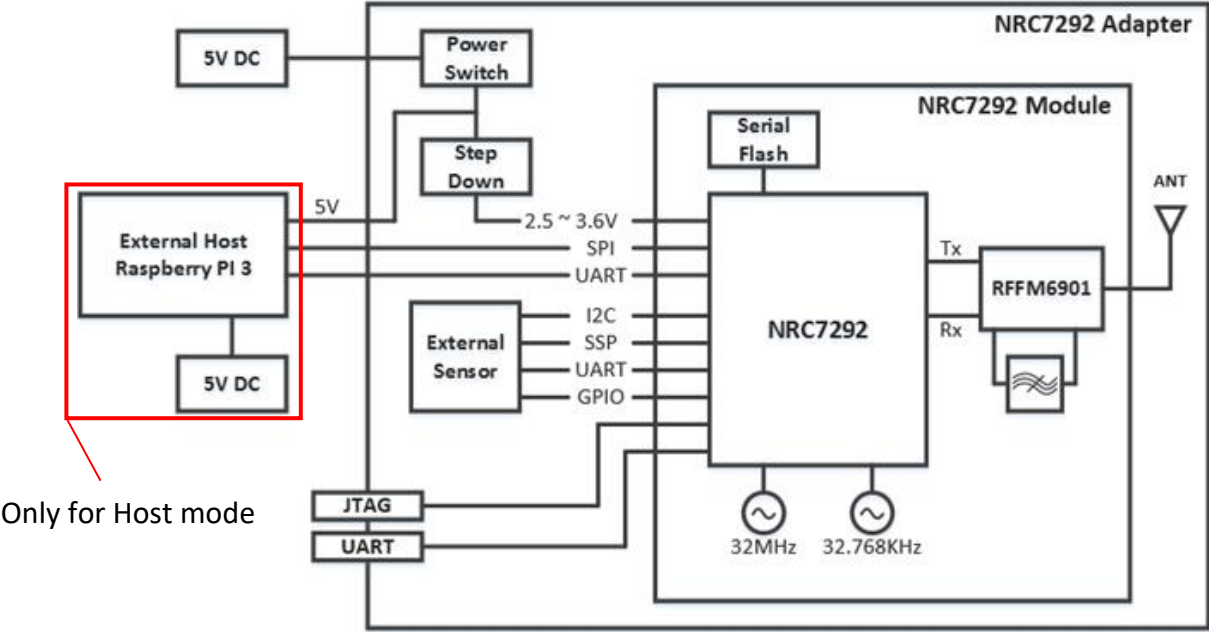 NRC7292 Adapter
5V DC
Power
Switch
NRC7292 Module
Serial
Flash
Step
Down
ANT
5V
2.5 ~ 3.6V
External Host
Raspberry PI 3
SPI
Tx
UART
RFFM6901
I2C
NRC7292
Rx
External
Sensor
SSP
UART
GPIO
5V DC
Only for Host mode
JTAG
UART
32MHz
32.768KHz